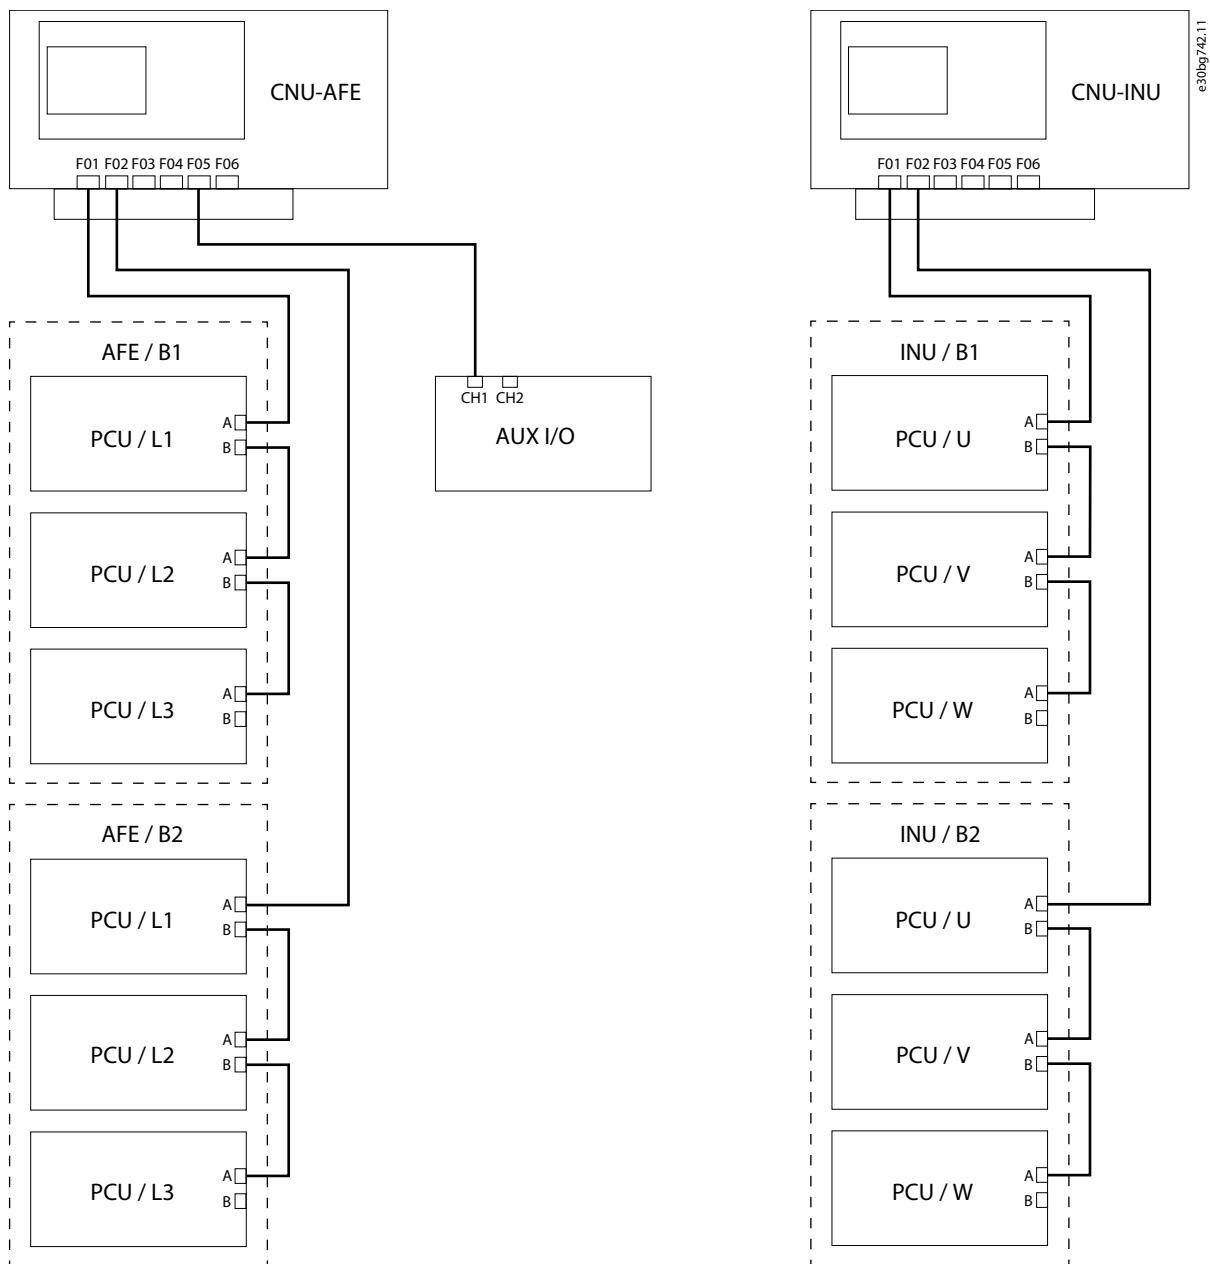 CNU-AFE
F01 F02 F03 F04 F05 F06
AFE / B1
PCU / L1
A
B
PCU / L2
A
B
PCU / L3
A
B
AFE / B2
PCU / L1
A
B
PCU / L2
A
B
PCU / L3
A
B
CH1 CH2
AUX I/O
CNU-INU
F01 F02 F03 F04 F05 F06
INU / B1
PCU / U
A
B
PCU / V
A
B
PCU / W
A
B
INU / B2
PCU / U
A
B
PCU / V
A
B
PCU / W
A
B
e30bg742.11